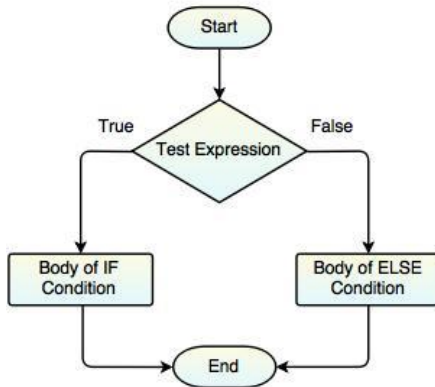 Start
True
False
Test Expression
Body of IF
Condition
Body of ELSE
Condition
End